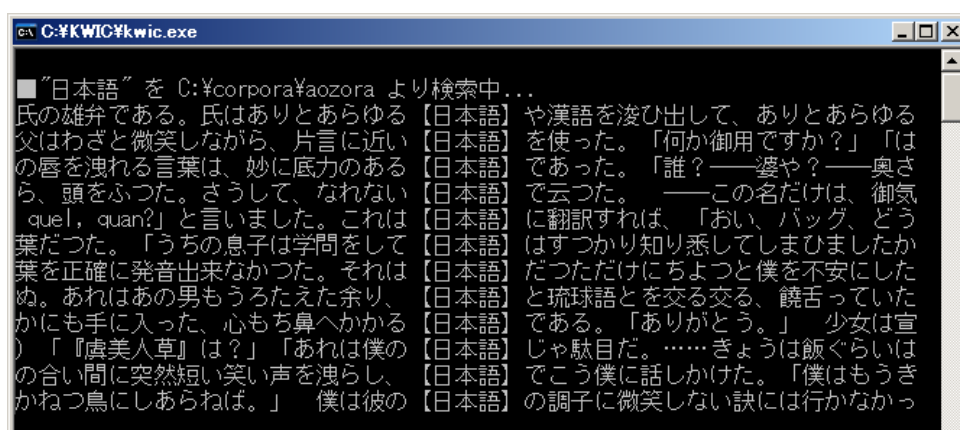 C:¥KWIC¥kwic.exe
■"日本語" を C:¥corpora¥aozora より検索中...
氏の雄弁である。氏はありとあらゆる【日本語】や漢語を浚ひ出して、ありとあらゆる
父はわざと微笑しながら、片言に近い【日本語】を使った。「何か御用ですか？」「は
の唇を洩れる言葉は、妙に底力のある【日本語】であった。「誰？――婆や？――奥さ
ら、頭をふつた。さうして、なれない【日本語】で云つた。　――この名だけは、御気
quel, quan?」と言いました。これは【日本語】に翻訳すれば、「おい、バッグ、どう
葉だつた。「うちの息子は学問をして【日本語】はすつかり知り悉してしまひましたか
葉を正確に発音出来なかつた。それは【日本語】だつただけにちよつと僕を不安にした
ぬ。あれはあの男もうろたえた余り、【日本語】と琉球語とを交る交る、饒舌っていた
かにも手に入った、心もち鼻へかかる【日本語】である。「ありがとう。」　少女は宣
）「『虞美人草』は？」「あれは僕の【日本語】じゃ駄目だ。……きょうは飯ぐらいは
の合い間に突然短い笑い声を洩らし、【日本語】でこう僕に話しかけた。「僕はもうき
かねつ鳥にしあらねば。」　僕は彼の【日本語】の調子に微笑しない訣には行かなかっ